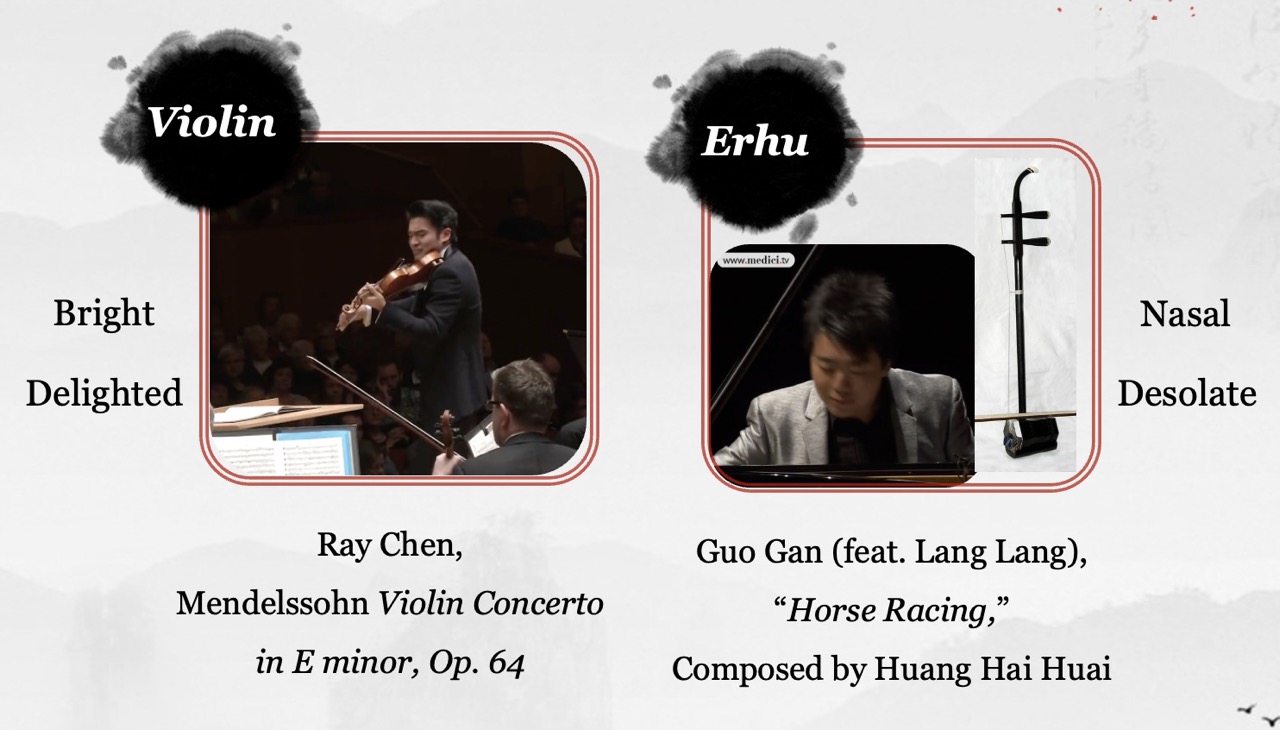 Violin
Erhu
www.medici.tv
Bright
Delighted
Nasal
Desolate
Ray Chen,
Mendelssohn Violin Concerto
in E minor, Op. 64
Guo Gan (feat. Lang Lang),
“Horse Racing,”
Composed by Huang Hai Huai